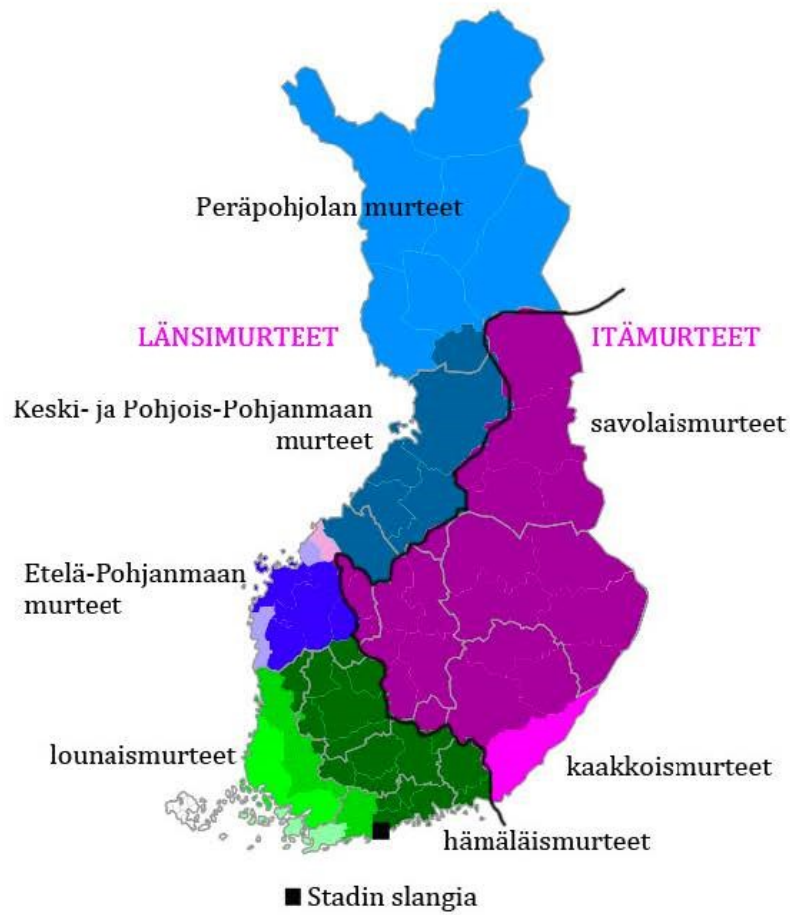 Peräpohjolan murteet
LÄNSIMURTEET
ITÄMURTEET
Keski- ja Pohjois-Pohjanmaan
murteet
savolaismurteet
Etelä-Pohjanmaan
murteet
lounaismurteet
kaakkoismurteet
hämäläismurteet
Stadin slangia